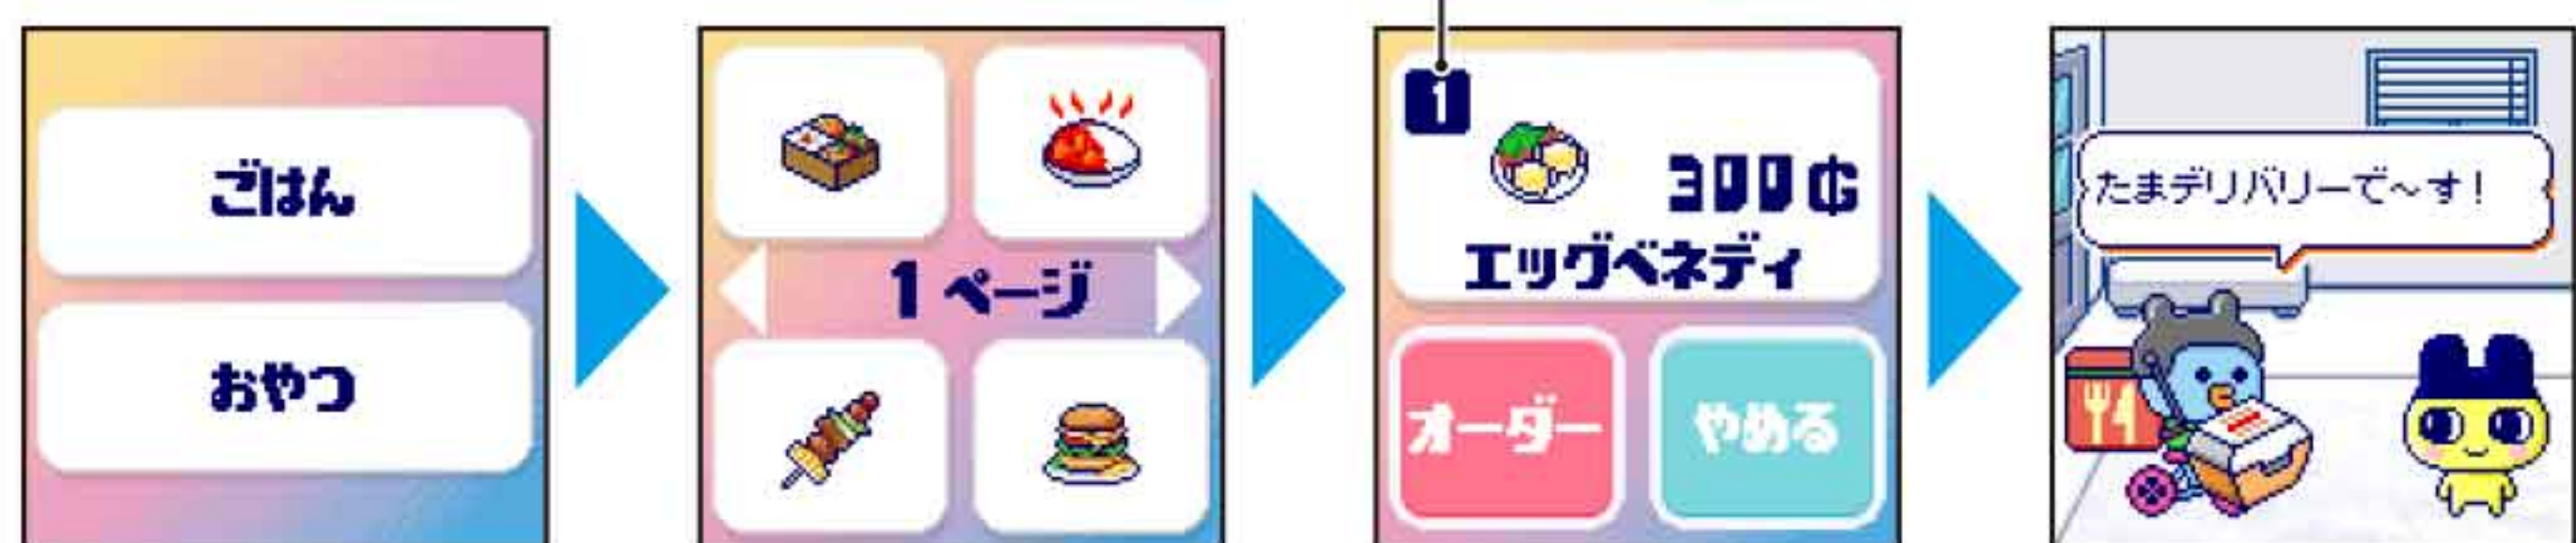 ごはん
おやつ
1 ページ
1
300G
エッグベネディ
オーダー
やめる
たまデリバリーで～す！